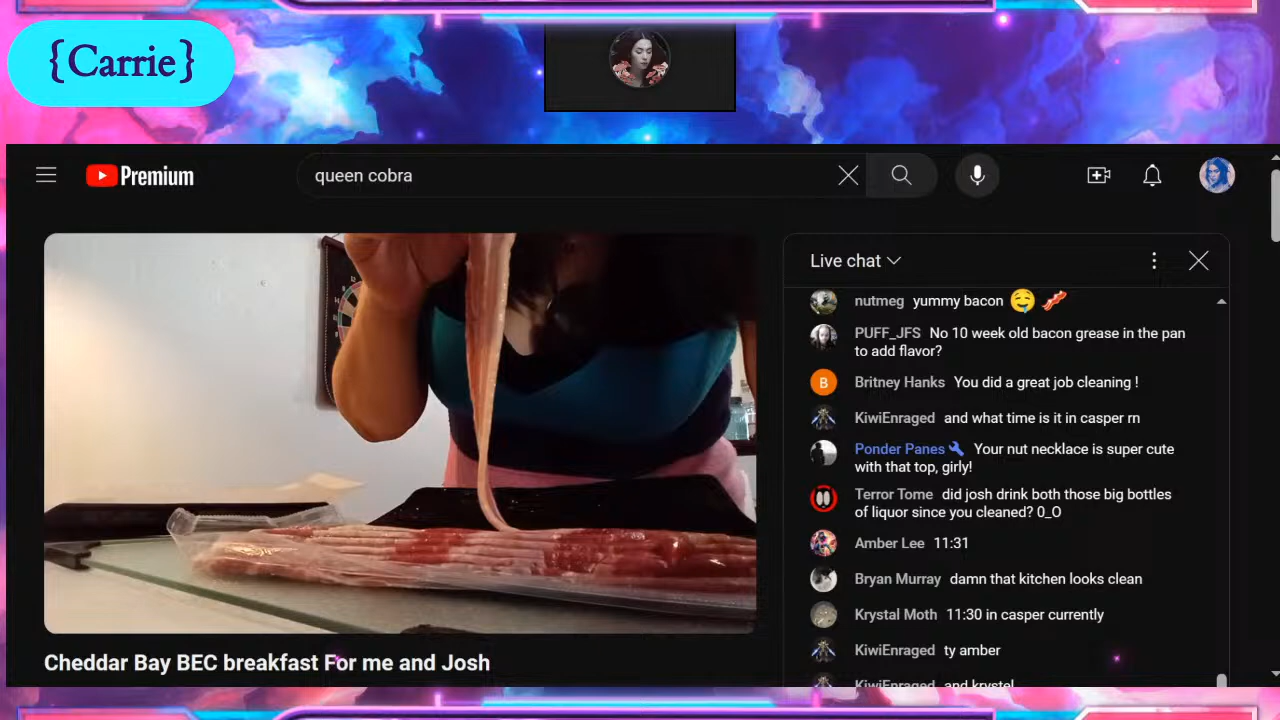 {Carrie}
Premium
queen cobra
Live chat
nutmeg yummy bacon 🤤 🥓
PUFF_JFS No 10 week old bacon grease in the pan
to add flavor?
B
Britney Hanks You did a great job cleaning !
KiwiEnraged and what time is it in casper rn
Ponder Panes Your nut necklace is super cute
with that top, girly!
Terror Tome did josh drink both those big bottles
of liquor since you cleaned? 0_O
Amber Lee 11:31
Bryan Murray damn that kitchen looks clean
Krystal Moth 11:30 in casper currently
KiwiEnraged ty amber
KiwiEnraged and krystel
Cheddar Bay BEC breakfast For me and Josh